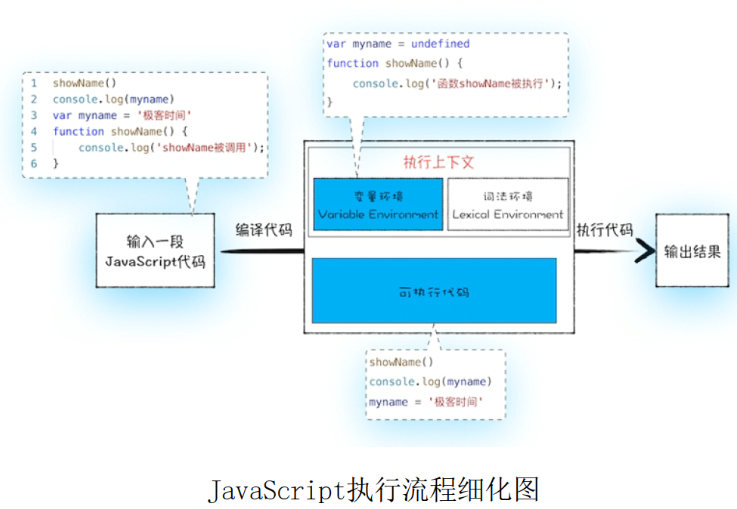 var myname = undefined
function showName() {
console.log('函数showName被执行');
}
1 showName()
2 console.log(myname)
3 var myname = '极客时间'
4 function showName() {
5 console.log('showName被调用');
6 }
执行上下文
变量环境
Variable Environment
词法环境
Lexical Environment
输入一段
JavaScript代码
编译代码
执行代码
输出结果
可执行代码
showName()
console.log(myname)
myname = '极客时间'
JavaScript执行流程细化图